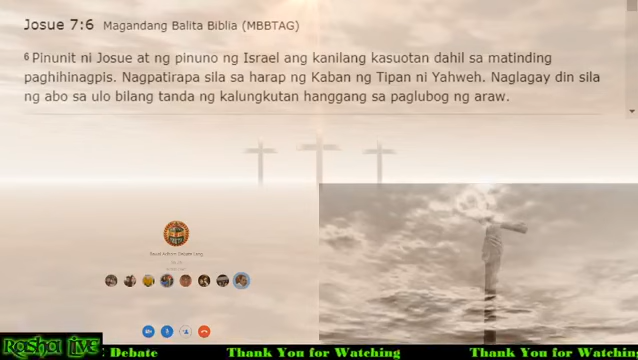 Josue 7:6 Magandang Balita Biblia (MBBTAG)
6 Pinunit ni Josue at ng pinuno ng Israel ang kanilang kasuotan dahil sa matinding
paghihinagpis. Nagpatirapa sila sa harap ng Kaban ng Tipan ni Yahweh. Naglagay din sila
ng abo sa ulo bilang tanda ng kalungkutan hanggang sa paglubog ng araw.
Rasha Live
Debate Thank You for Watching Thank You for Watchin